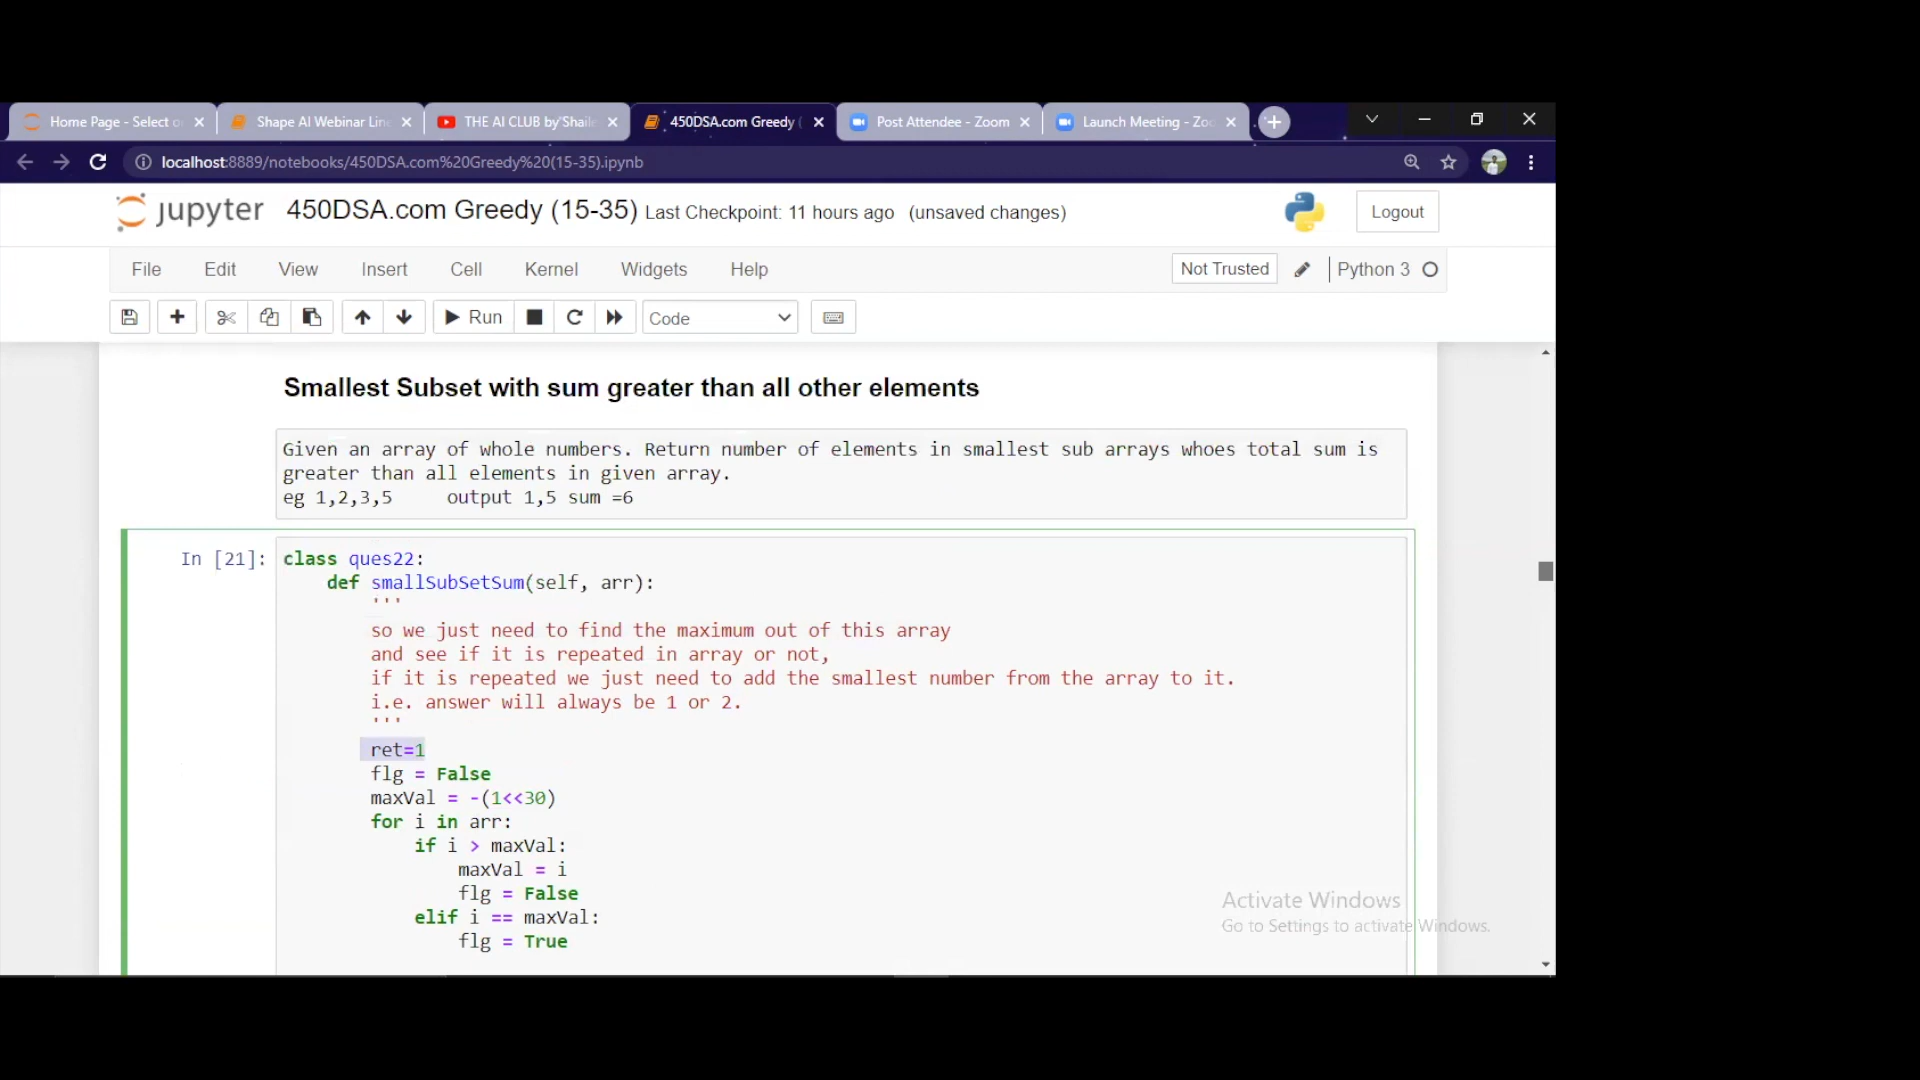 Home Page - Select o
Shape AI Webinar Lin
THE AI CLUB by Shaile
450DSA.com Greedy (
Post Attendee - Zoom
Launch Meeting - Zo
localhost:8889/notebooks/450DSA.com%20Greedy%20(15-35).ipynb
jupyter 450DSA.com Greedy (15-35) Last Checkpoint: 11 hours ago (unsaved changes)
Logout
File Edit View Insert Cell Kernel Widgets Help
Not Trusted Python 3
Run Code
Smallest Subset with sum greater than all other elements
Given an array of whole numbers. Return number of elements in smallest sub arrays whoes total sum is
greater than all elements in given array.
eg 1,2,3,5     output 1,5 sum =6
In [21]: class ques22:
    def smallSubSetSum(self, arr):
        '''
        so we just need to find the maximum out of this array
        and see if it is repeated in array or not,
        if it is repeated we just need to add the smallest number from the array to it.
        i.e. answer will always be 1 or 2.
        '''
        ret=1
        flg = False
        maxVal = -(1<<30)
        for i in arr:
            if i > maxVal:
                maxVal = i
                flg = False
            elif i == maxVal:
                flg = True
Activate Windows
Go to Settings to activate Windows.